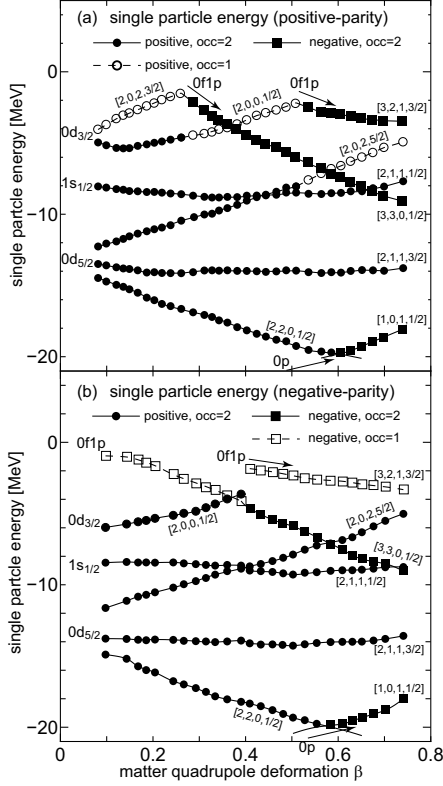 (a) single particle energy (positive-parity)
positive, occ=2 negative, occ=2
positive, occ=1
0 [2,0,2,3/2] 0f1p [2,0,0,1/2] 0f1p [3,2,1,3/2]
0d3/2 [2,0,2,5/2]
1s1/2 [2,1,1,1/2]
−10 [3,3,0,1/2]
0d5/2 [2,1,1,3/2]
[2,2,0,1/2] [1,0,1,1/2]
−20 0p
single particle energy [MeV]
(b) single particle energy (negative-parity)
positive, occ=2 negative, occ=2
negative, occ=1
0 0f1p 0f1p [3,2,1,3/2]
0d3/2 [2,0,0,1/2] [2,0,2,5/2]
1s1/2 [3,3,0,1/2]
−10 [2,1,1,1/2]
0d5/2 [2,1,1,3/2]
[2,2,0,1/2] [1,0,1,1/2]
−20 0p
single particle energy [MeV]
0 0.2 0.4 0.6 0.8
matter quadrupole deformation β